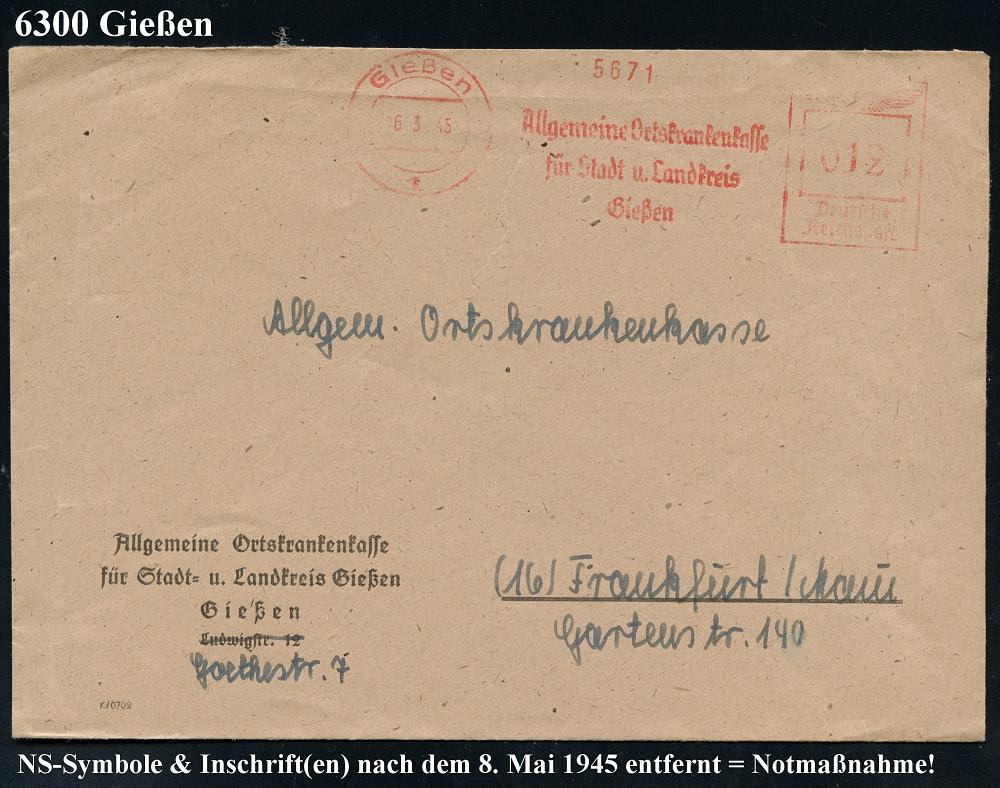 6300 Gießen
Gießen
5671
6.3.45
Allgemeine Ortskrankenkasse
für Stadt u. Landkreis
Gießen
012
Deutsche
Reichspost
Allgem. Ortskrankenkasse
Allgemeine Ortskrankenkasse
für Stadt= u. Landkreis Gießen
Gießen
Ludwigstr. 12
Goethestr. 7
K/0702
(16) Frankfurt / Main
Gartenstr. 140
NS-Symbole & Inschrift(en) nach dem 8. Mai 1945 entfernt = Notmaßnahme!